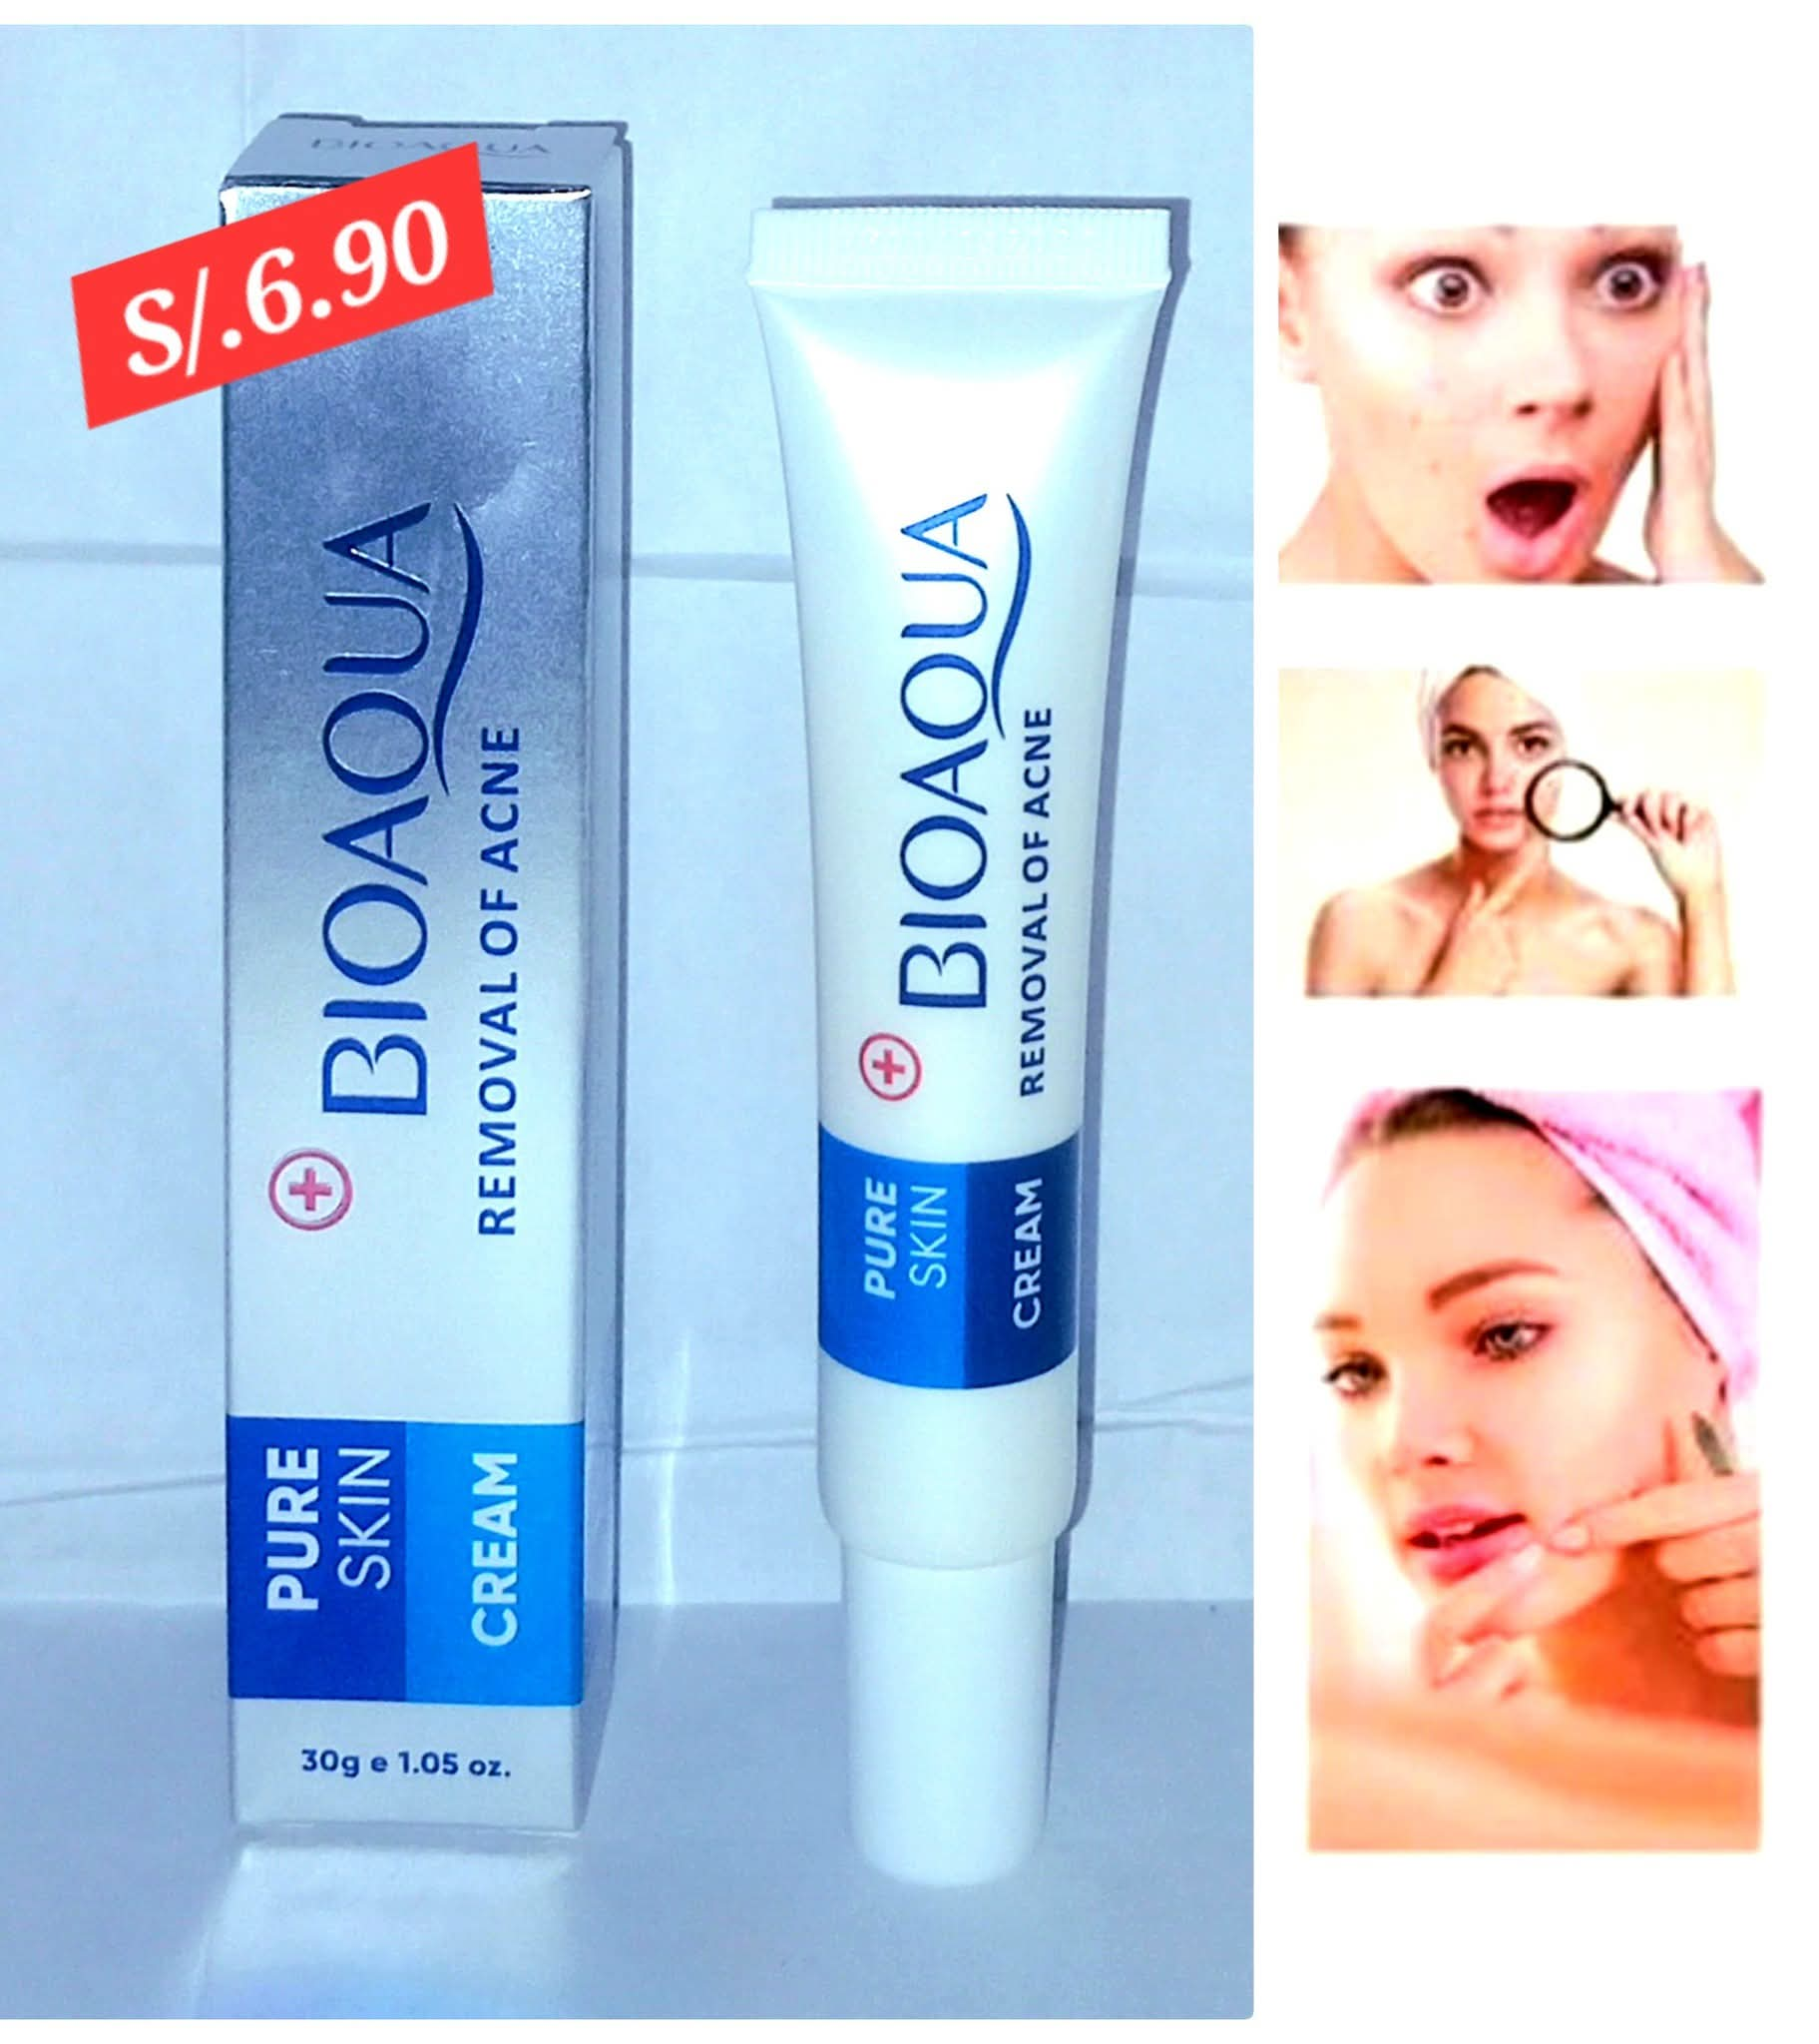 BIOAQUA
S/.6.90
BIOAQUA
REMOVAL OF ACNE
PURE
SKIN
CREAM
30g e 1.05 oz.
BIOAQUA
REMOVAL OF ACNE
PURE
SKIN
CREAM